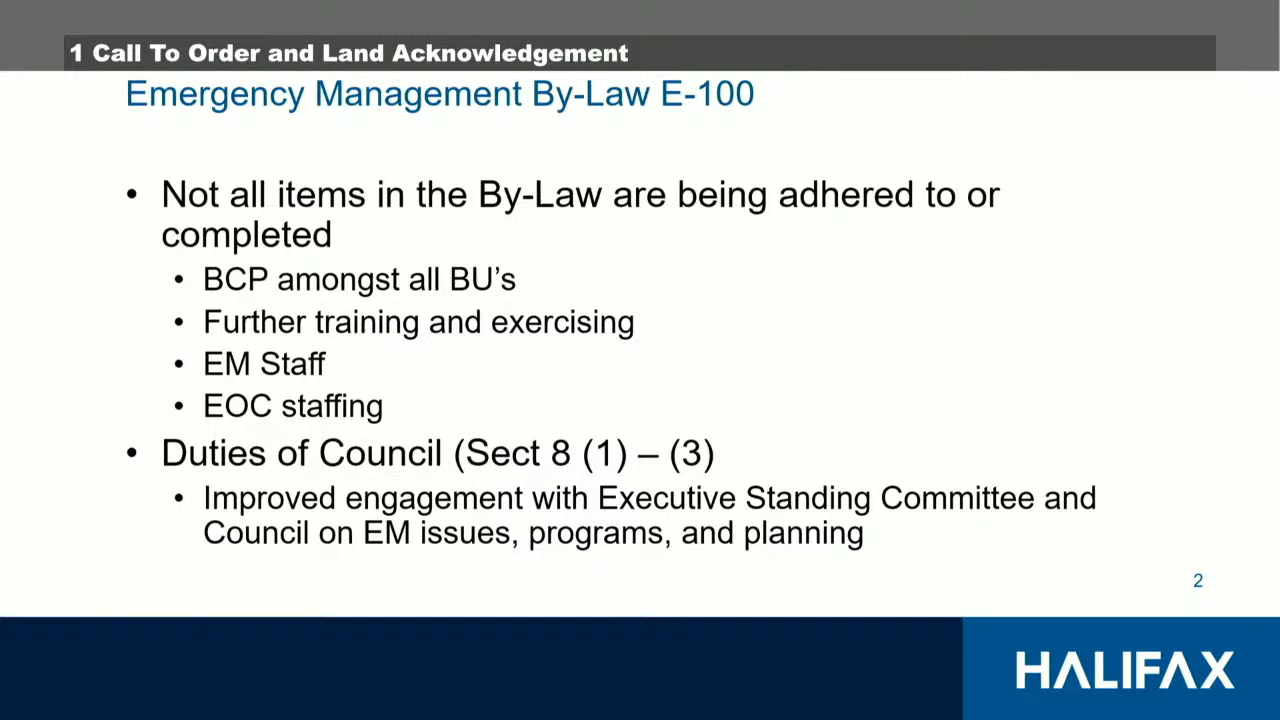 1 Call To Order and Land Acknowledgement
Emergency Management By-Law E-100
• Not all items in the By-Law are being adhered to or
completed
• BCP amongst all BU’s
• Further training and exercising
• EM Staff
• EOC staffing
• Duties of Council (Sect 8 (1) – (3)
• Improved engagement with Executive Standing Committee and
Council on EM issues, programs, and planning
2
HALIFAX